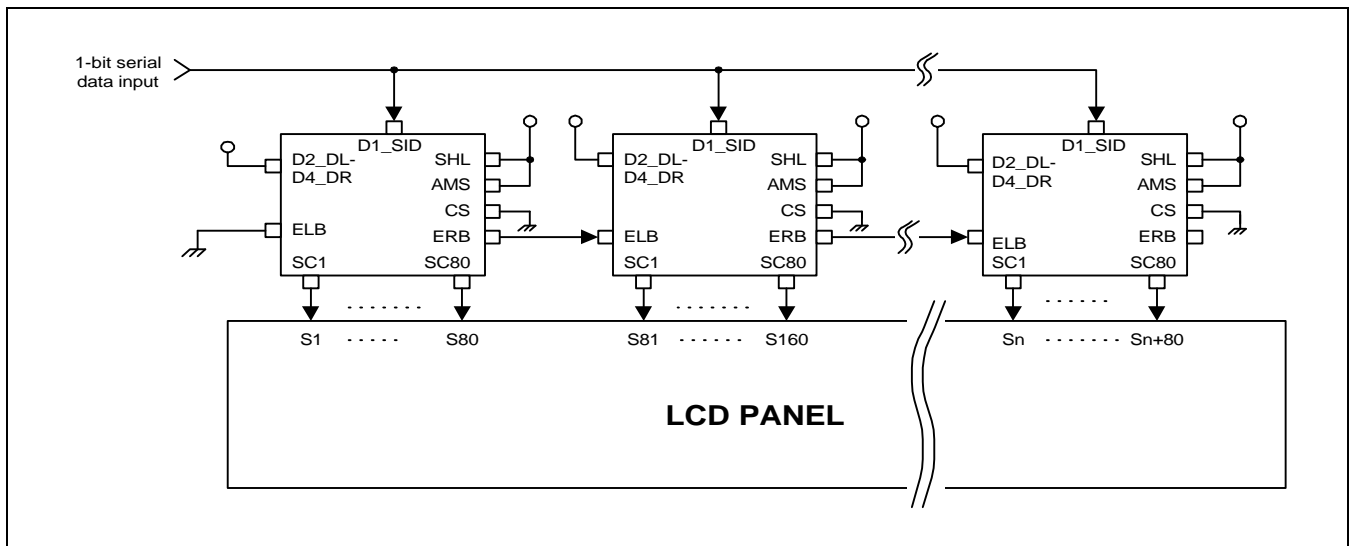 1-bit serial
data input
D1_SID
D2_DL-
D4_DR
SHL
AMS
CS
ELB
ERB
SC1
SC80
D1_SID
D2_DL-
D4_DR
SHL
AMS
CS
ELB
ERB
SC1
SC80
D1_SID
D2_DL-
D4_DR
SHL
AMS
CS
ELB
ERB
SC1
SC80
S1 · · · · · S80
S81 · · · · · · · S160
Sn · · · · · · · · Sn+80
LCD PANEL